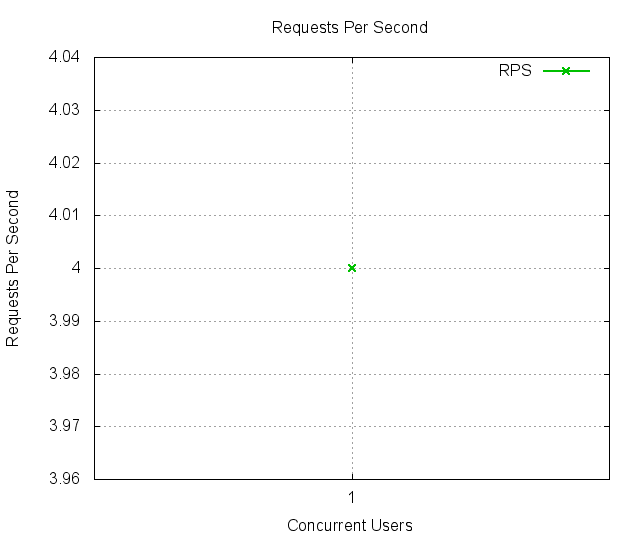 Requests Per Second
4.04
RPS
4.03
4.02
4.01
4
3.99
3.98
3.97
3.96
Requests Per Second
1
Concurrent Users